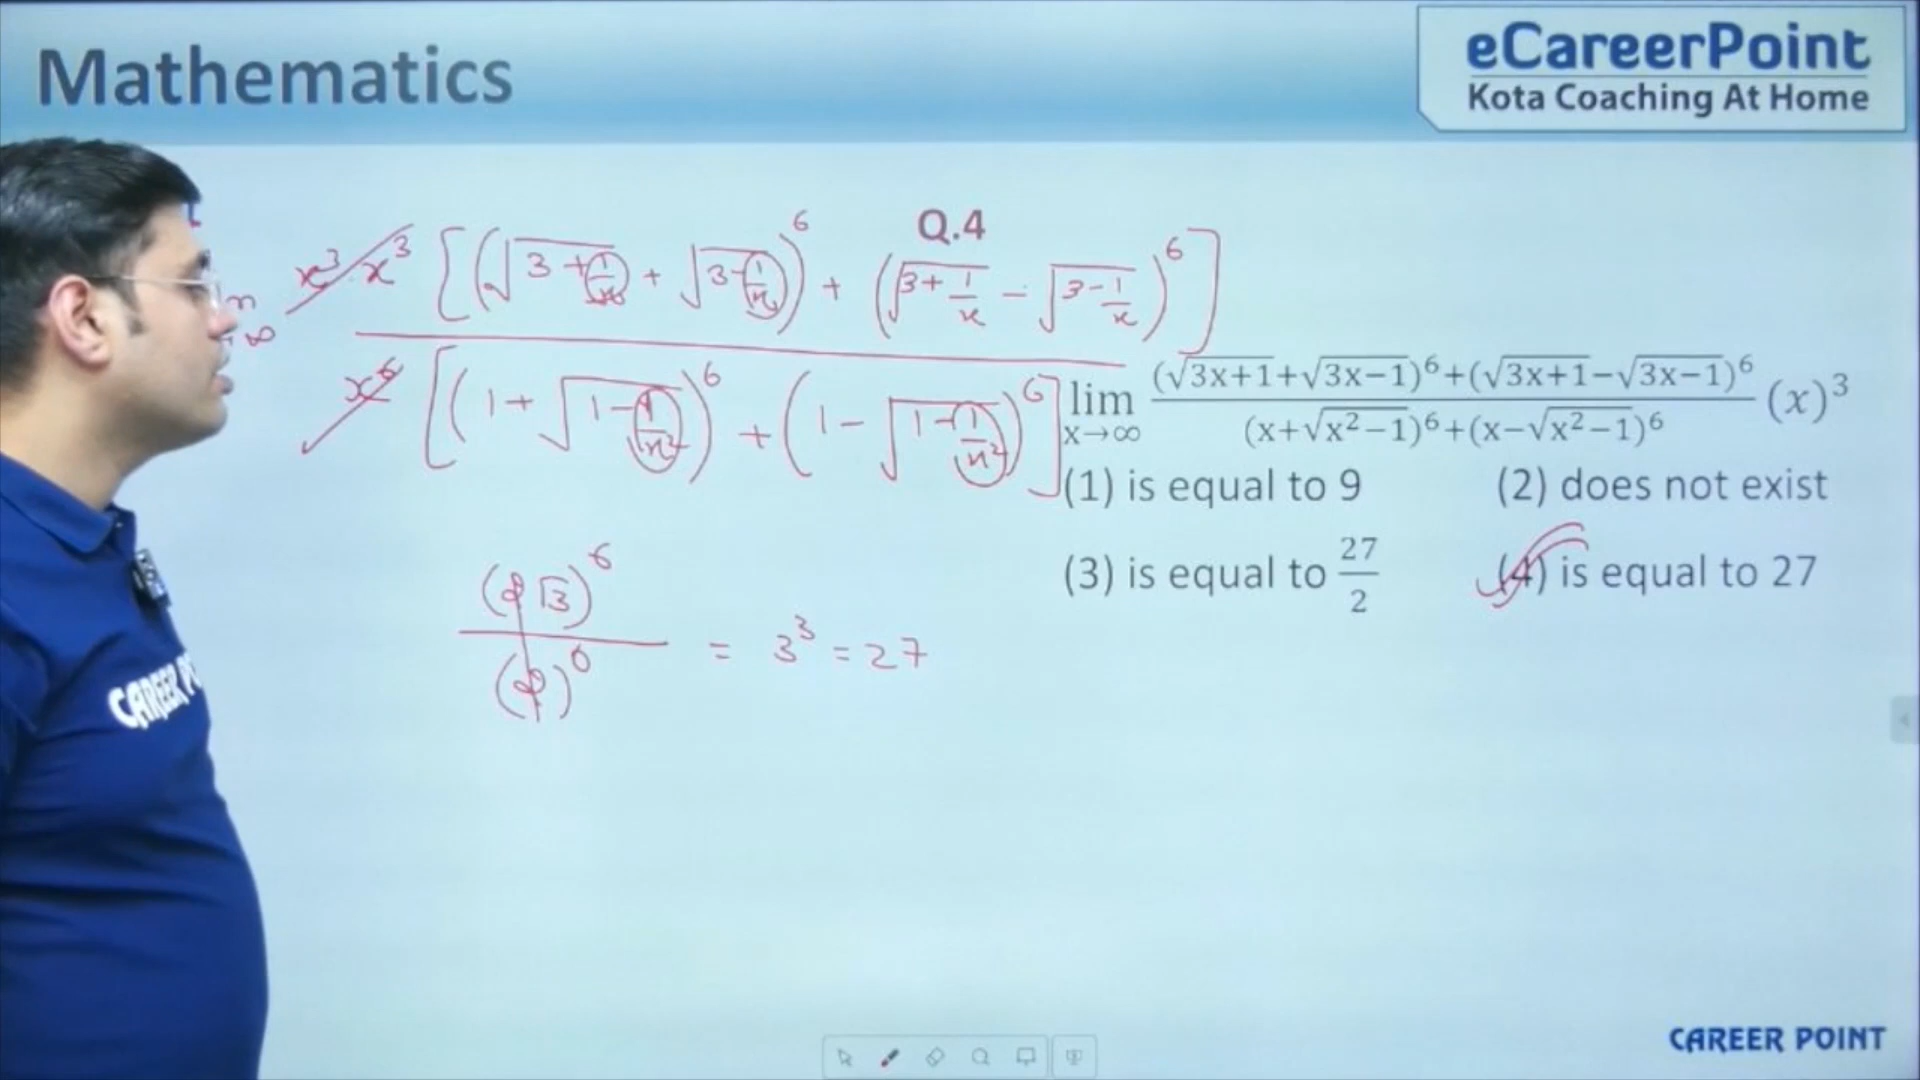 Mathematics
eCareerPoint
Kota Coaching At Home
Q.4
x³ · x³ [(√(3+1/x) + √(3-1/x))⁶ + (√(3+1/x) - √(3-1/x))⁶]
x⁶ [(1+√(1-1/x²))⁶ + (1-√(1-1/x²))⁶]
lim x→∞ ((√3x+1+√3x−1)⁶+(√3x+1−√3x−1)⁶)/((x+√x²−1)⁶+(x−√x²−1)⁶) (x)³
(1) is equal to 9 (2) does not exist
(3) is equal to 27/2 (4) is equal to 27
(2√3)⁶/(2)⁶ = 3³ = 27
CAREER
CAREER POINT